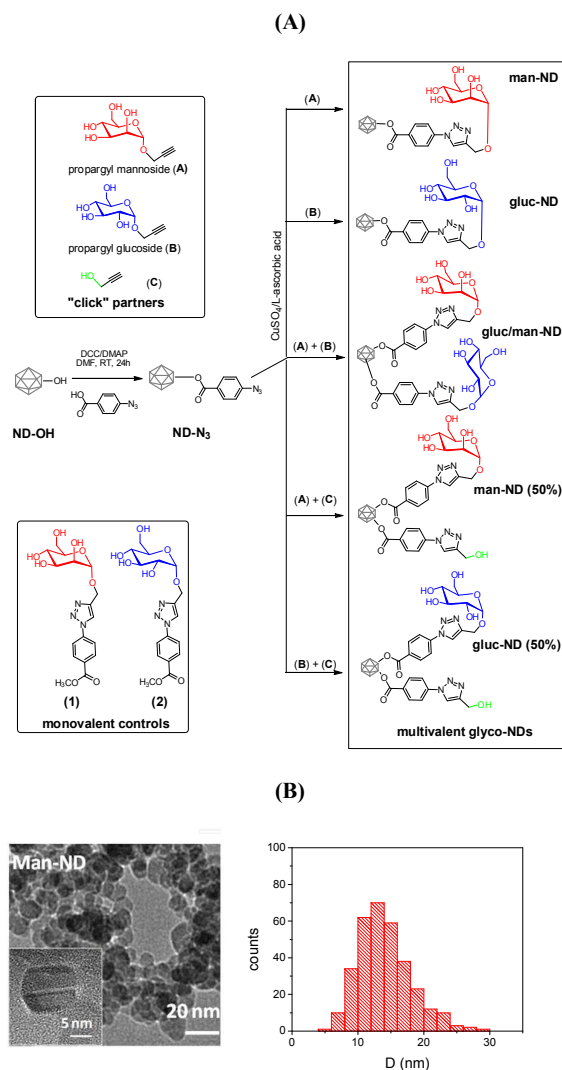 (A)
propargyl mannoside (A)
propargyl glucoside (B)
(C)
"click" partners
CuSO₄/L-ascorbic acid
(A)
(B)
(A) + (B)
(A) + (C)
(B) + (C)
DCC/DMAP
DMF, RT, 24h
ND-OH
ND-N₃
man-ND
gluc-ND
gluc/man-ND
man-ND (50%)
gluc-ND (50%)
multivalent glyco-NDs
(1)
(2)
monovalent controls
(B)
Man-ND
5 nm
20 nm
counts
100
80
60
40
20
0
0
10
20
30
D (nm)